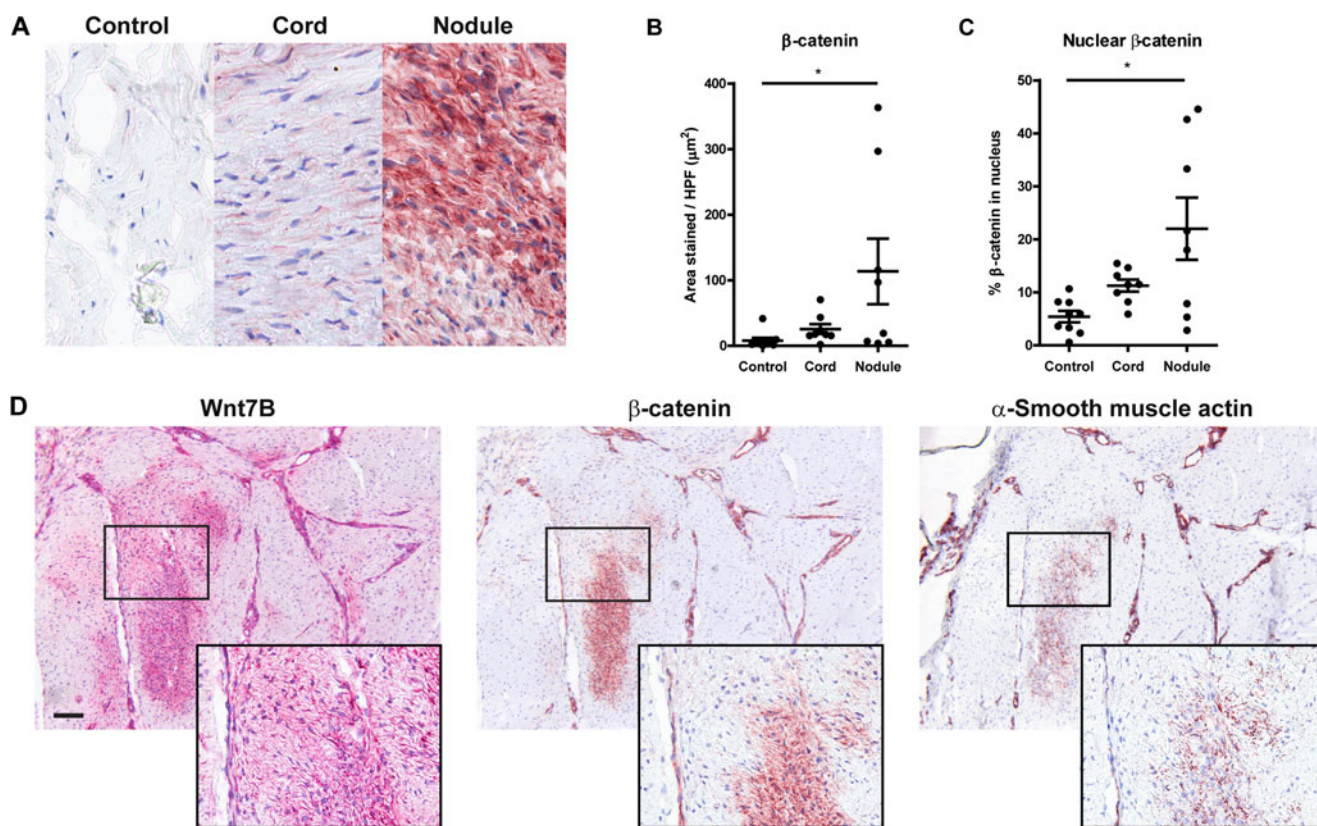 A
Control
Cord
Nodule
B
β-catenin
*
400
300
200
100
0
Area stained / HPF (μm²)
Control
Cord
Nodule
C
Nuclear β-catenin
*
50
40
30
20
10
0
% β-catenin in nucleus
Control
Cord
Nodule
D
Wnt7B
β-catenin
α-Smooth muscle actin